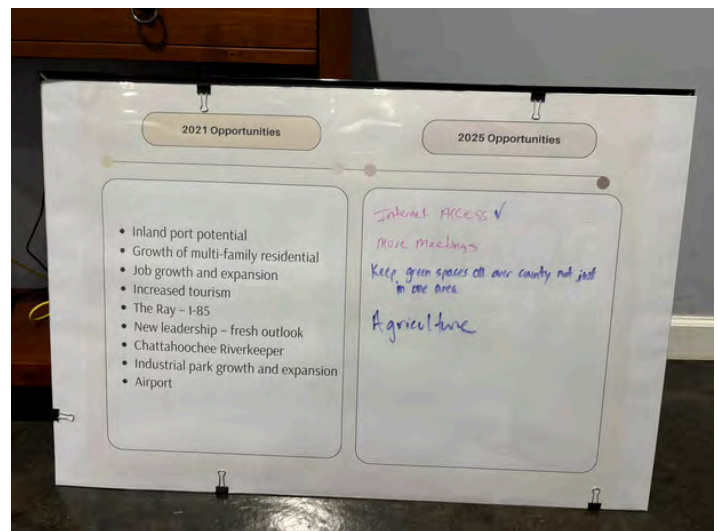 2021 Opportunities
• Inland port potential
• Growth of multi-family residential
• Job growth and expansion
• Increased tourism
• The Ray – I-85
• New leadership – fresh outlook
• Chattahoochee Riverkeeper
• Industrial park growth and expansion
• Airport
2025 Opportunities
Internet Access ✓
More Meetings
Keep green spaces all over county not just
in one area
Agriculture